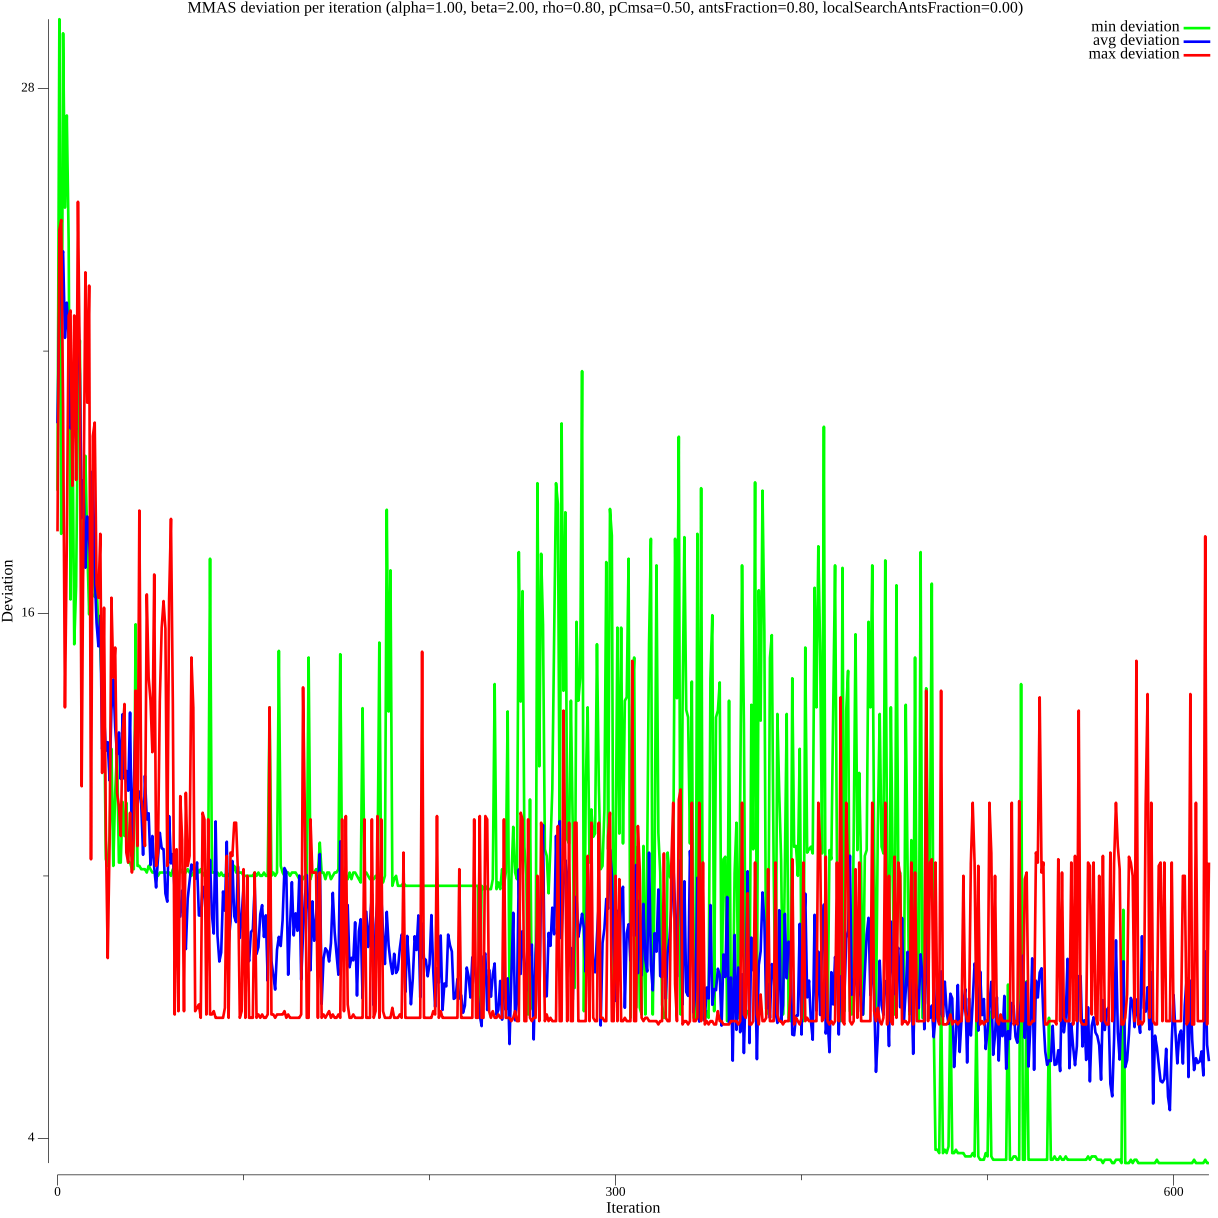 MMAS deviation per iteration (alpha=1.00, beta=2.00, rho=0.80, pCmsa=0.50, antsFraction=0.80, localSearchAntsFraction=0.00)
min deviation
avg deviation
max deviation
28
16
4
Deviation
0
300
600
Iteration